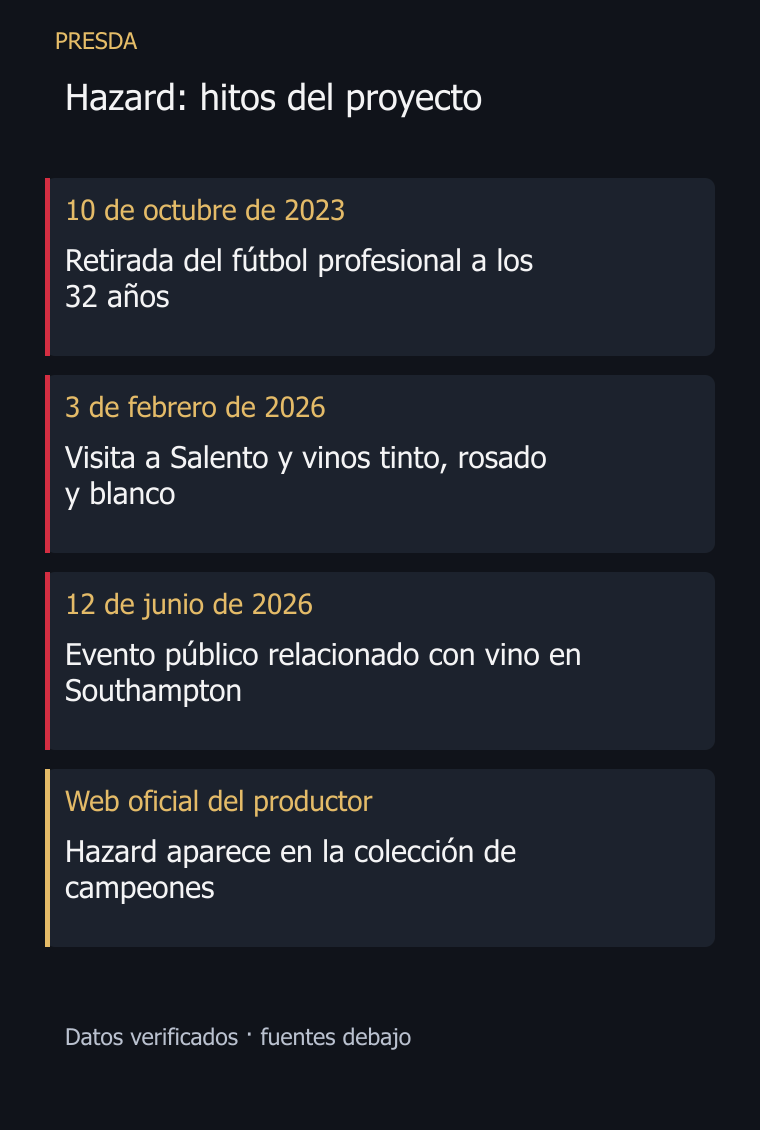 PRESDA
Hazard: hitos del proyecto
10 de octubre de 2023
Retirada del fútbol profesional a los
32 años
3 de febrero de 2026
Visita a Salento y vinos tinto, rosado
y blanco
12 de junio de 2026
Evento público relacionado con vino en
Southampton
Web oficial del productor
Hazard aparece en la colección de
campeones
Datos verificados · fuentes debajo